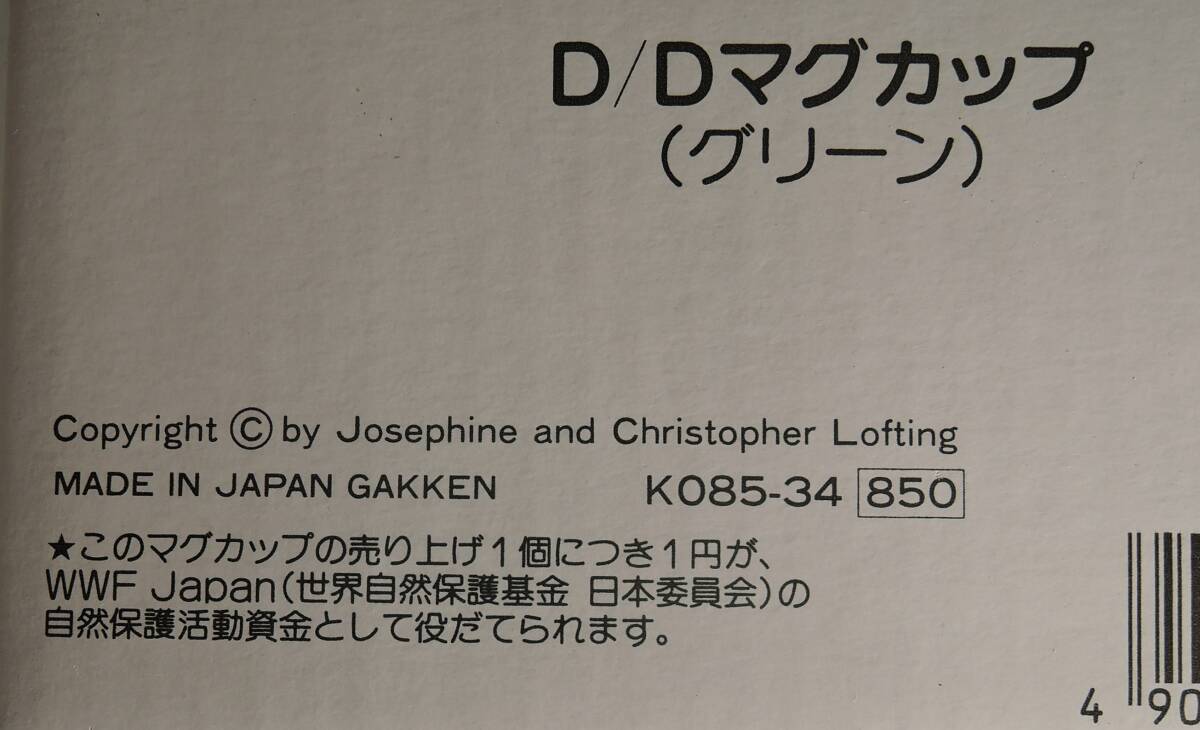 D/Dマグカップ
(グリーン)
Copyright © by Josephine and Christopher Lofting
MADE IN JAPAN GAKKEN K085-34 850
★このマグカップの売り上げ1個につき1円が、
WWF Japan(世界自然保護基金 日本委員会)の
自然保護活動資金として役だてられます。
4 90